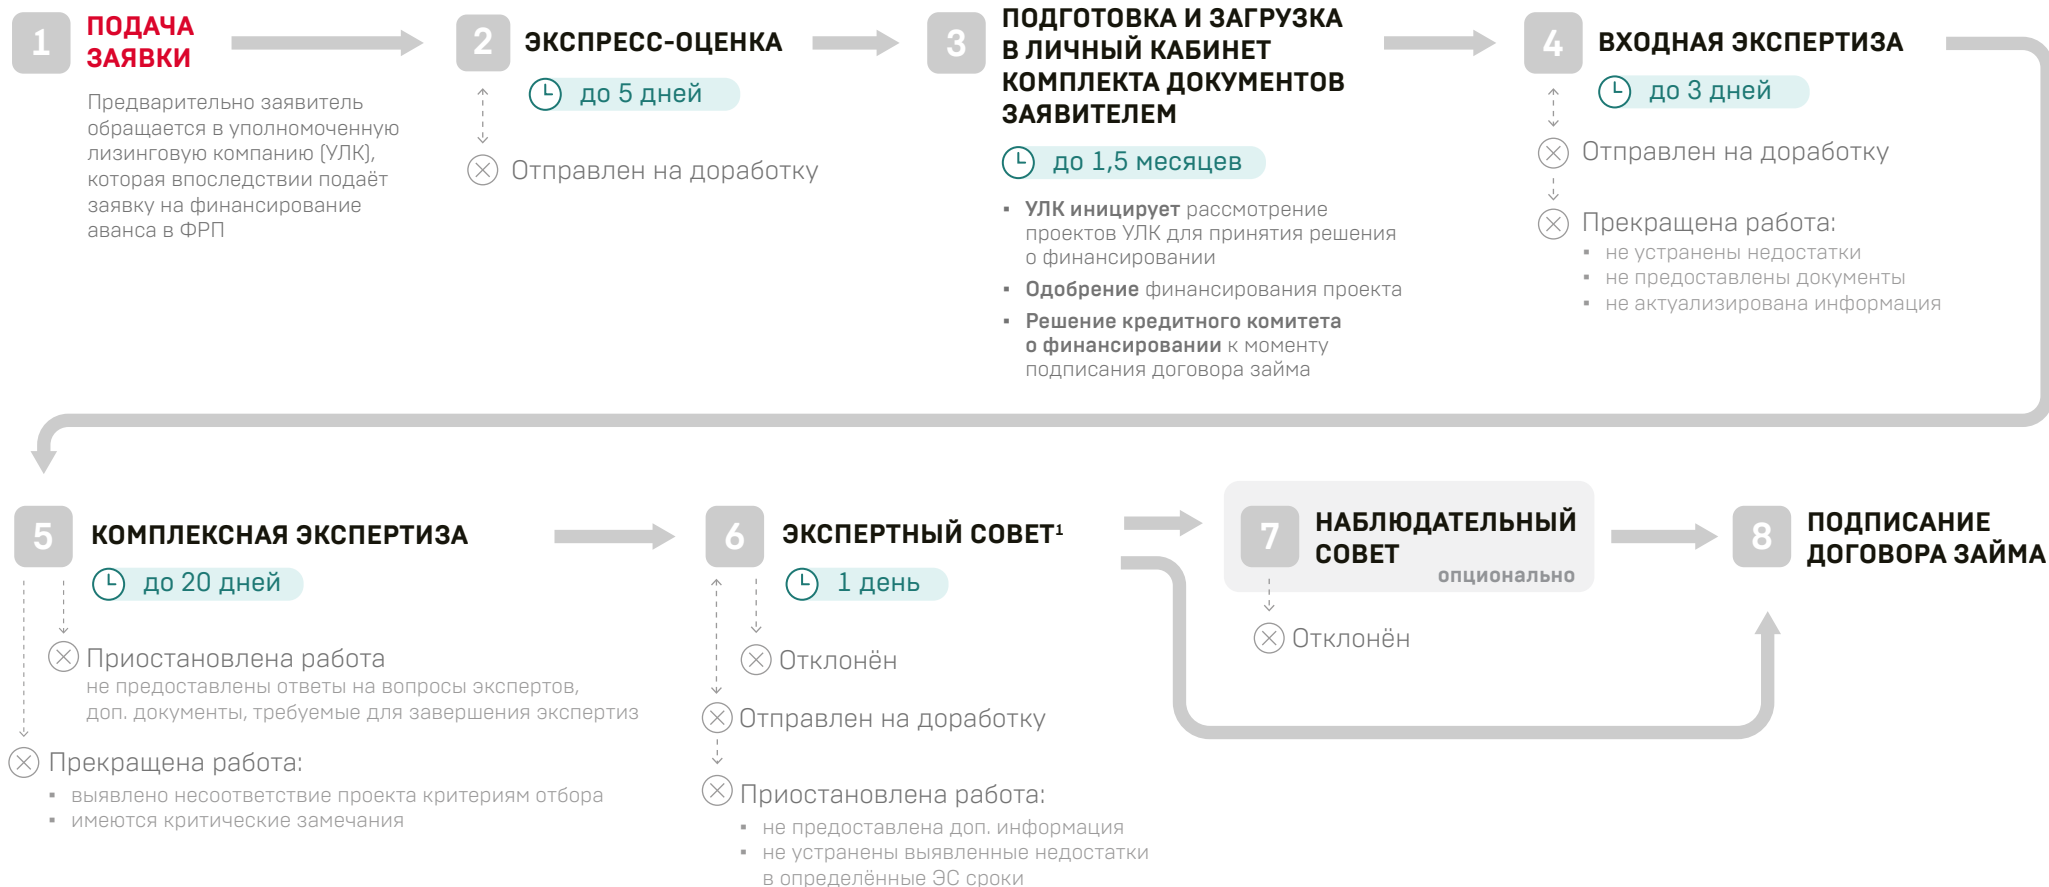 1
ПОДАЧА
ЗАЯВКИ
Предварительно заявитель
обращается в уполномоченную
лизинговую компанию (УЛК),
которая впоследствии подаёт
заявку на финансирование
аванса в ФРП
2
ЭКСПРЕСС-ОЦЕНКА
до 5 дней
Отправлен на доработку
3
ПОДГОТОВКА И ЗАГРУЗКА
В ЛИЧНЫЙ КАБИНЕТ
КОМПЛЕКТА ДОКУМЕНТОВ
ЗАЯВИТЕЛЕМ
до 1,5 месяцев
▪ УЛК иницирует рассмотрение
проектов УЛК для принятия решения
о финансировании
▪ Одобрение финансирования проекта
▪ Решение кредитного комитета
о финансировании к моменту
подписания договора займа
4
ВХОДНАЯ ЭКСПЕРТИЗА
до 3 дней
Отправлен на доработку
Прекращена работа:
▪ не устранены недостатки
▪ не предоставлены документы
▪ не актуализирована информация
5
КОМПЛЕКСНАЯ ЭКСПЕРТИЗА
до 20 дней
Приостановлена работа
не предоставлены ответы на вопросы экспертов,
доп. документы, требуемые для завершения экспертиз
Прекращена работа:
▪ выявлено несоответствие проекта критериям отбора
▪ имеются критические замечания
6
ЭКСПЕРТНЫЙ СОВЕТ¹
1 день
Отклонён
Отправлен на доработку
Приостановлена работа:
▪ не предоставлена доп. информация
▪ не устранены выявленные недостатки
в определённые ЭС сроки
7
НАБЛЮДАТЕЛЬНЫЙ
СОВЕТ
опционально
Отклонён
8
ПОДПИСАНИЕ
ДОГОВОРА ЗАЙМА